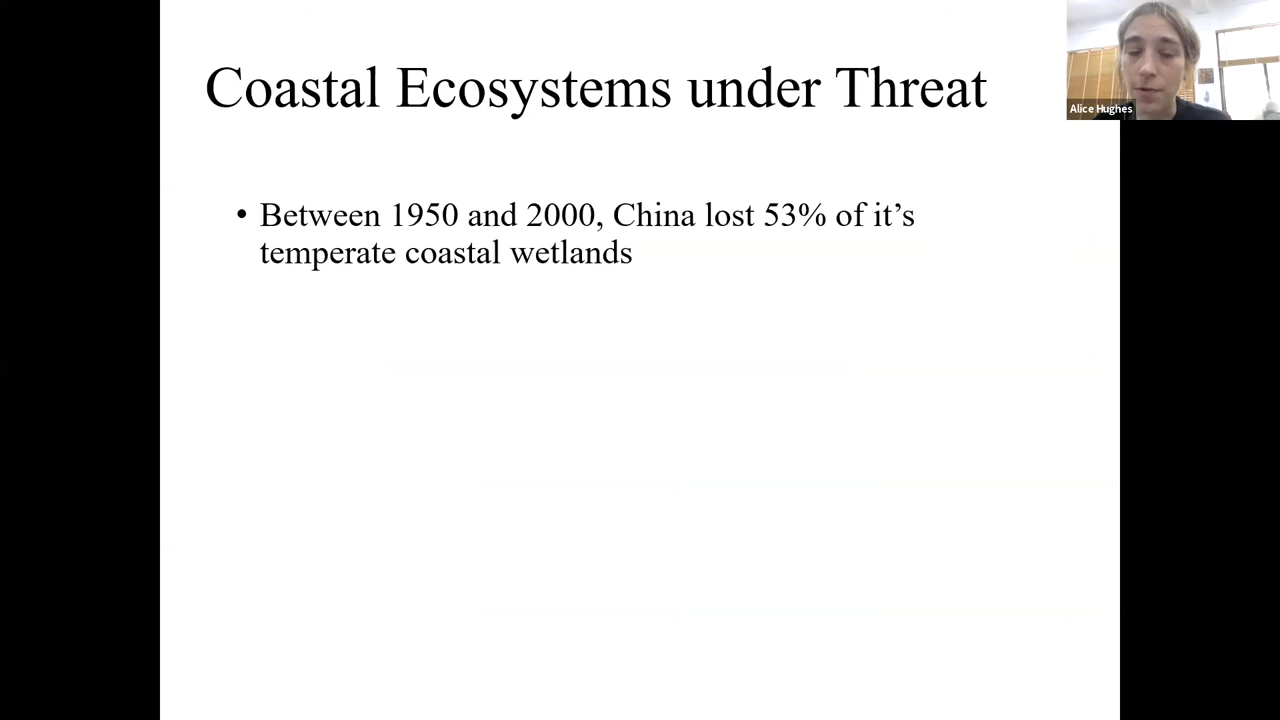 Coastal Ecosystems under Threat
Alice Hughes
• Between 1950 and 2000, China lost 53% of it’s
temperate coastal wetlands